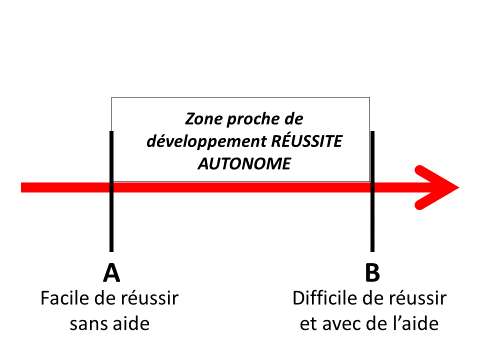 Zone proche de
développement RÉUSSITE
AUTONOME
A
Facile de réussir
sans aide
B
Difficile de réussir
et avec de l’aide